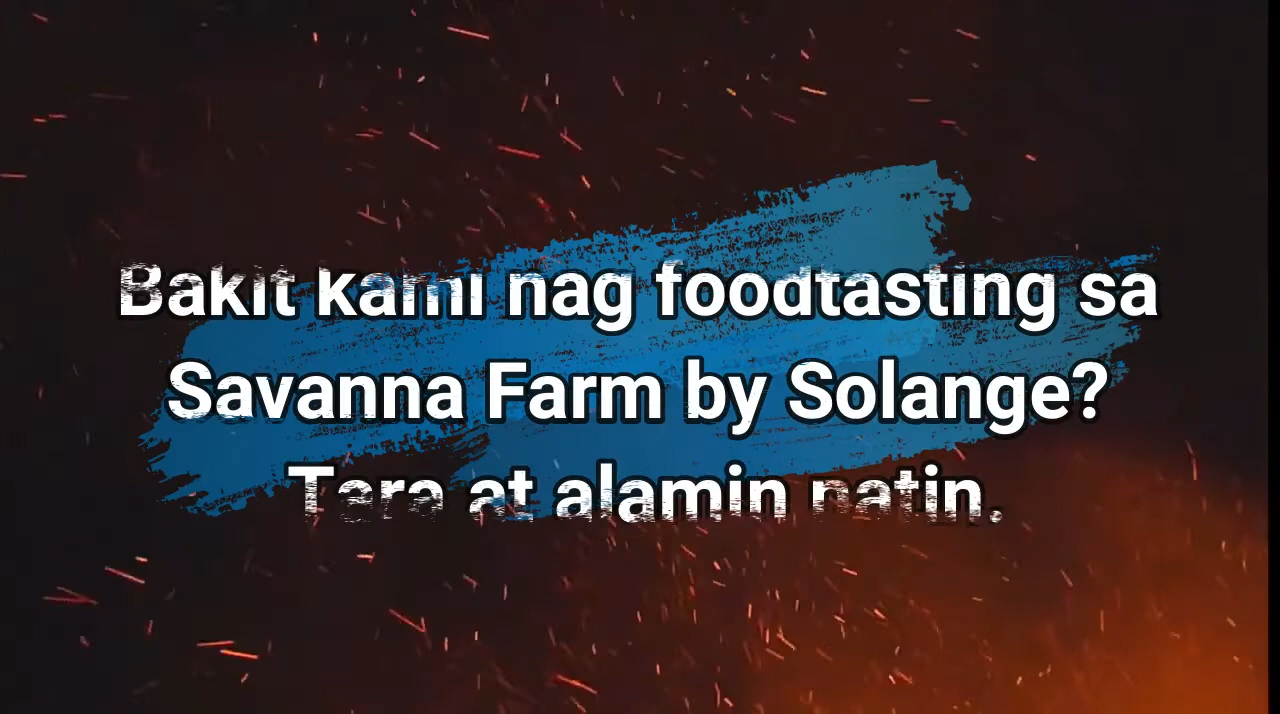 Bakit kami nag foodtasting sa
Savanna Farm by Solange?
Tara at alamin natin.